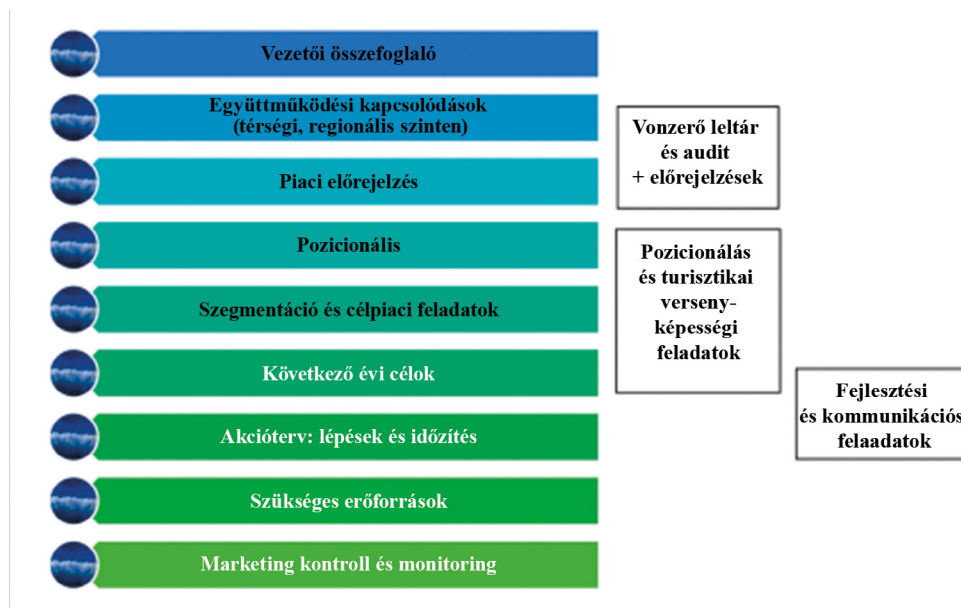 Vezetői összefoglaló
Együttműködési kapcsolódások
(térségi, regionális szinten)
Piaci előrejelzés
Pozicionális
Szegmentáció és célpiaci feladatok
Következő évi célok
Akcióterv: lépések és időzítés
Szükséges erőforrások
Marketing kontroll és monitoring
Vonzerő leltár
és audit
+ előrejelzések
Pozicionálás
és turisztikai
verseny-
képességi
feladatok
Fejlesztési
és kommunikációs
felaadatok